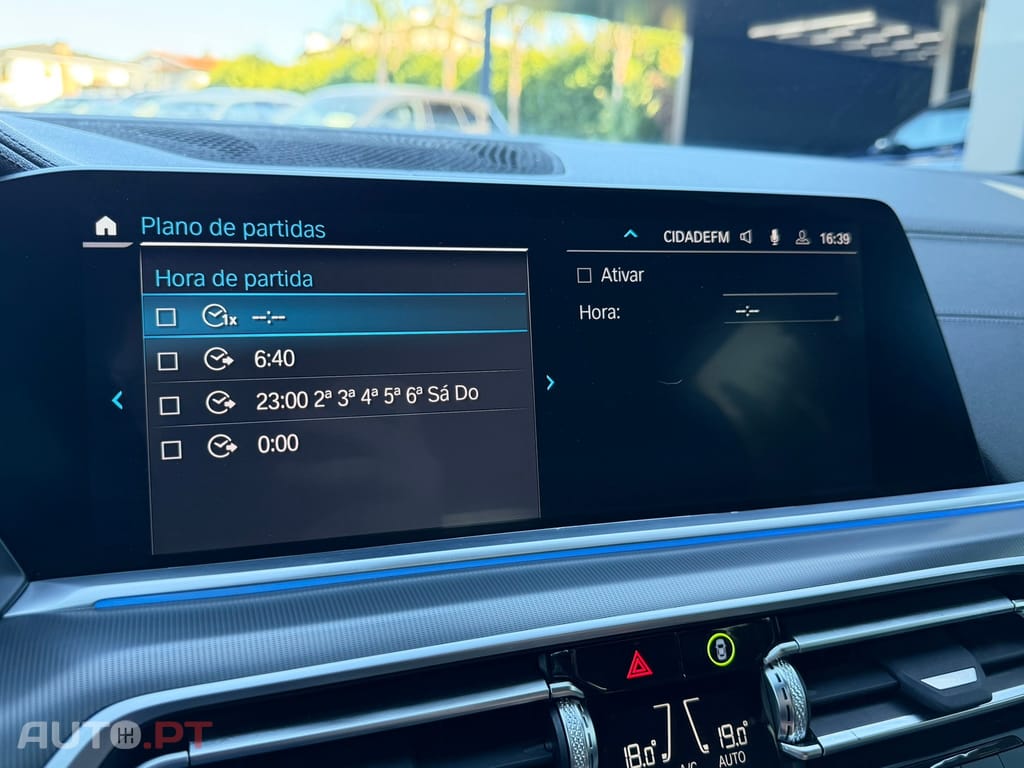 Plano de partidas
CIDADEFM 16:39
Hora de partida
1x --:--
6:40
23:00 2ª 3ª 4ª 5ª 6ª Sá Do
0:00
Ativar
Hora: --:--
18.0° 19.0°
A/C AUTO
AUTO.PT